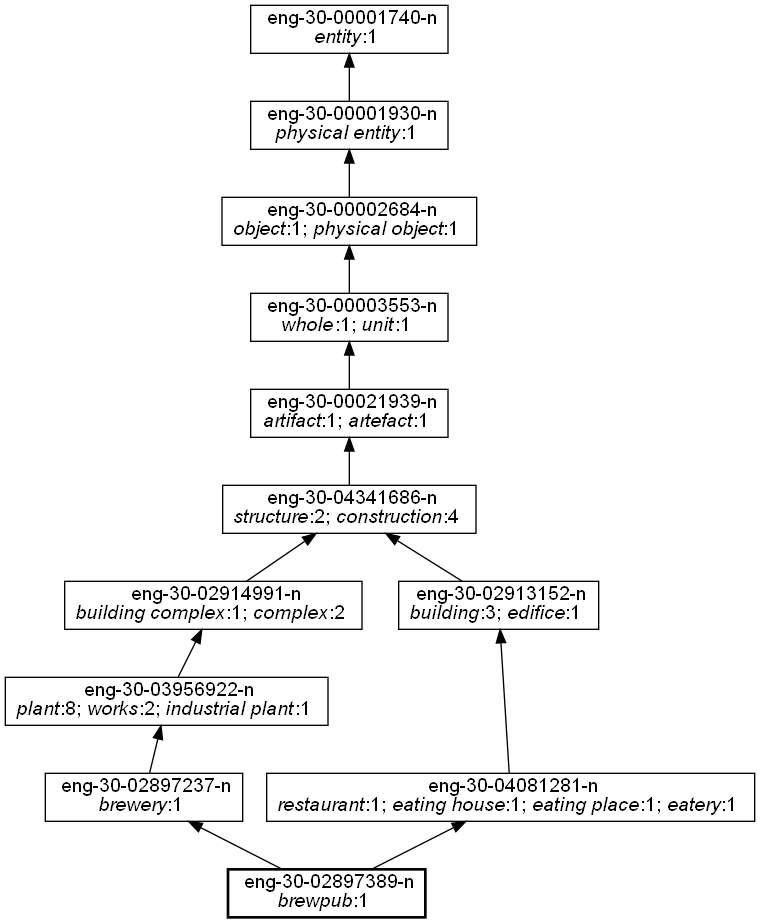 eng-30-00001740-n
entity:1
eng-30-00001930-n
physical entity:1
eng-30-00002684-n
object:1; physical object:1
eng-30-00003553-n
whole:1; unit:1
eng-30-00021939-n
artifact:1; artefact:1
eng-30-04341686-n
structure:2; construction:4
eng-30-02914991-n
building complex:1; complex:2
eng-30-02913152-n
building:3; edifice:1
eng-30-03956922-n
plant:8; works:2; industrial plant:1
eng-30-02897237-n
brewery:1
eng-30-04081281-n
restaurant:1; eating house:1; eating place:1; eatery:1
eng-30-02897389-n
brewpub:1